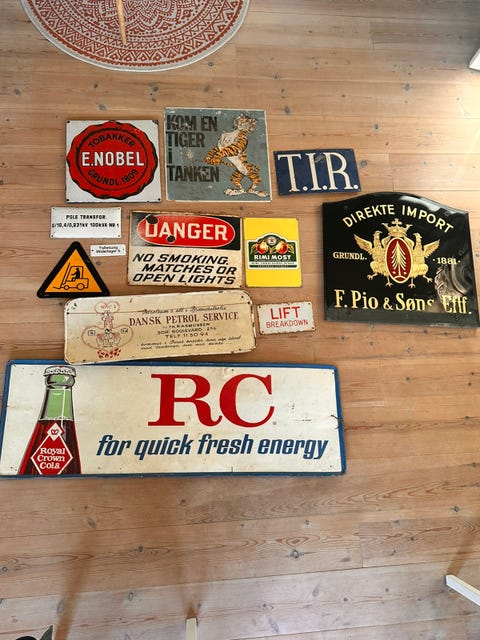 TOBAKKER
E.NOBEL
GRUNDL.1809
KOM EN
TIGER
i
TANKEN
T.I.R.
DIREKTE IMPORT
GRUNDL. 1881.
F. Pio & Søns Eftf.
POLE TRANSFOR.
DANGER
NO SMOKING,
MATCHES OR
OPEN LIGHTS
RIMI MOST
DANSK PETROL SERVICE
LIFT
BREAKDOWN
RC
for quick fresh energy
Royal
Crown
Cola